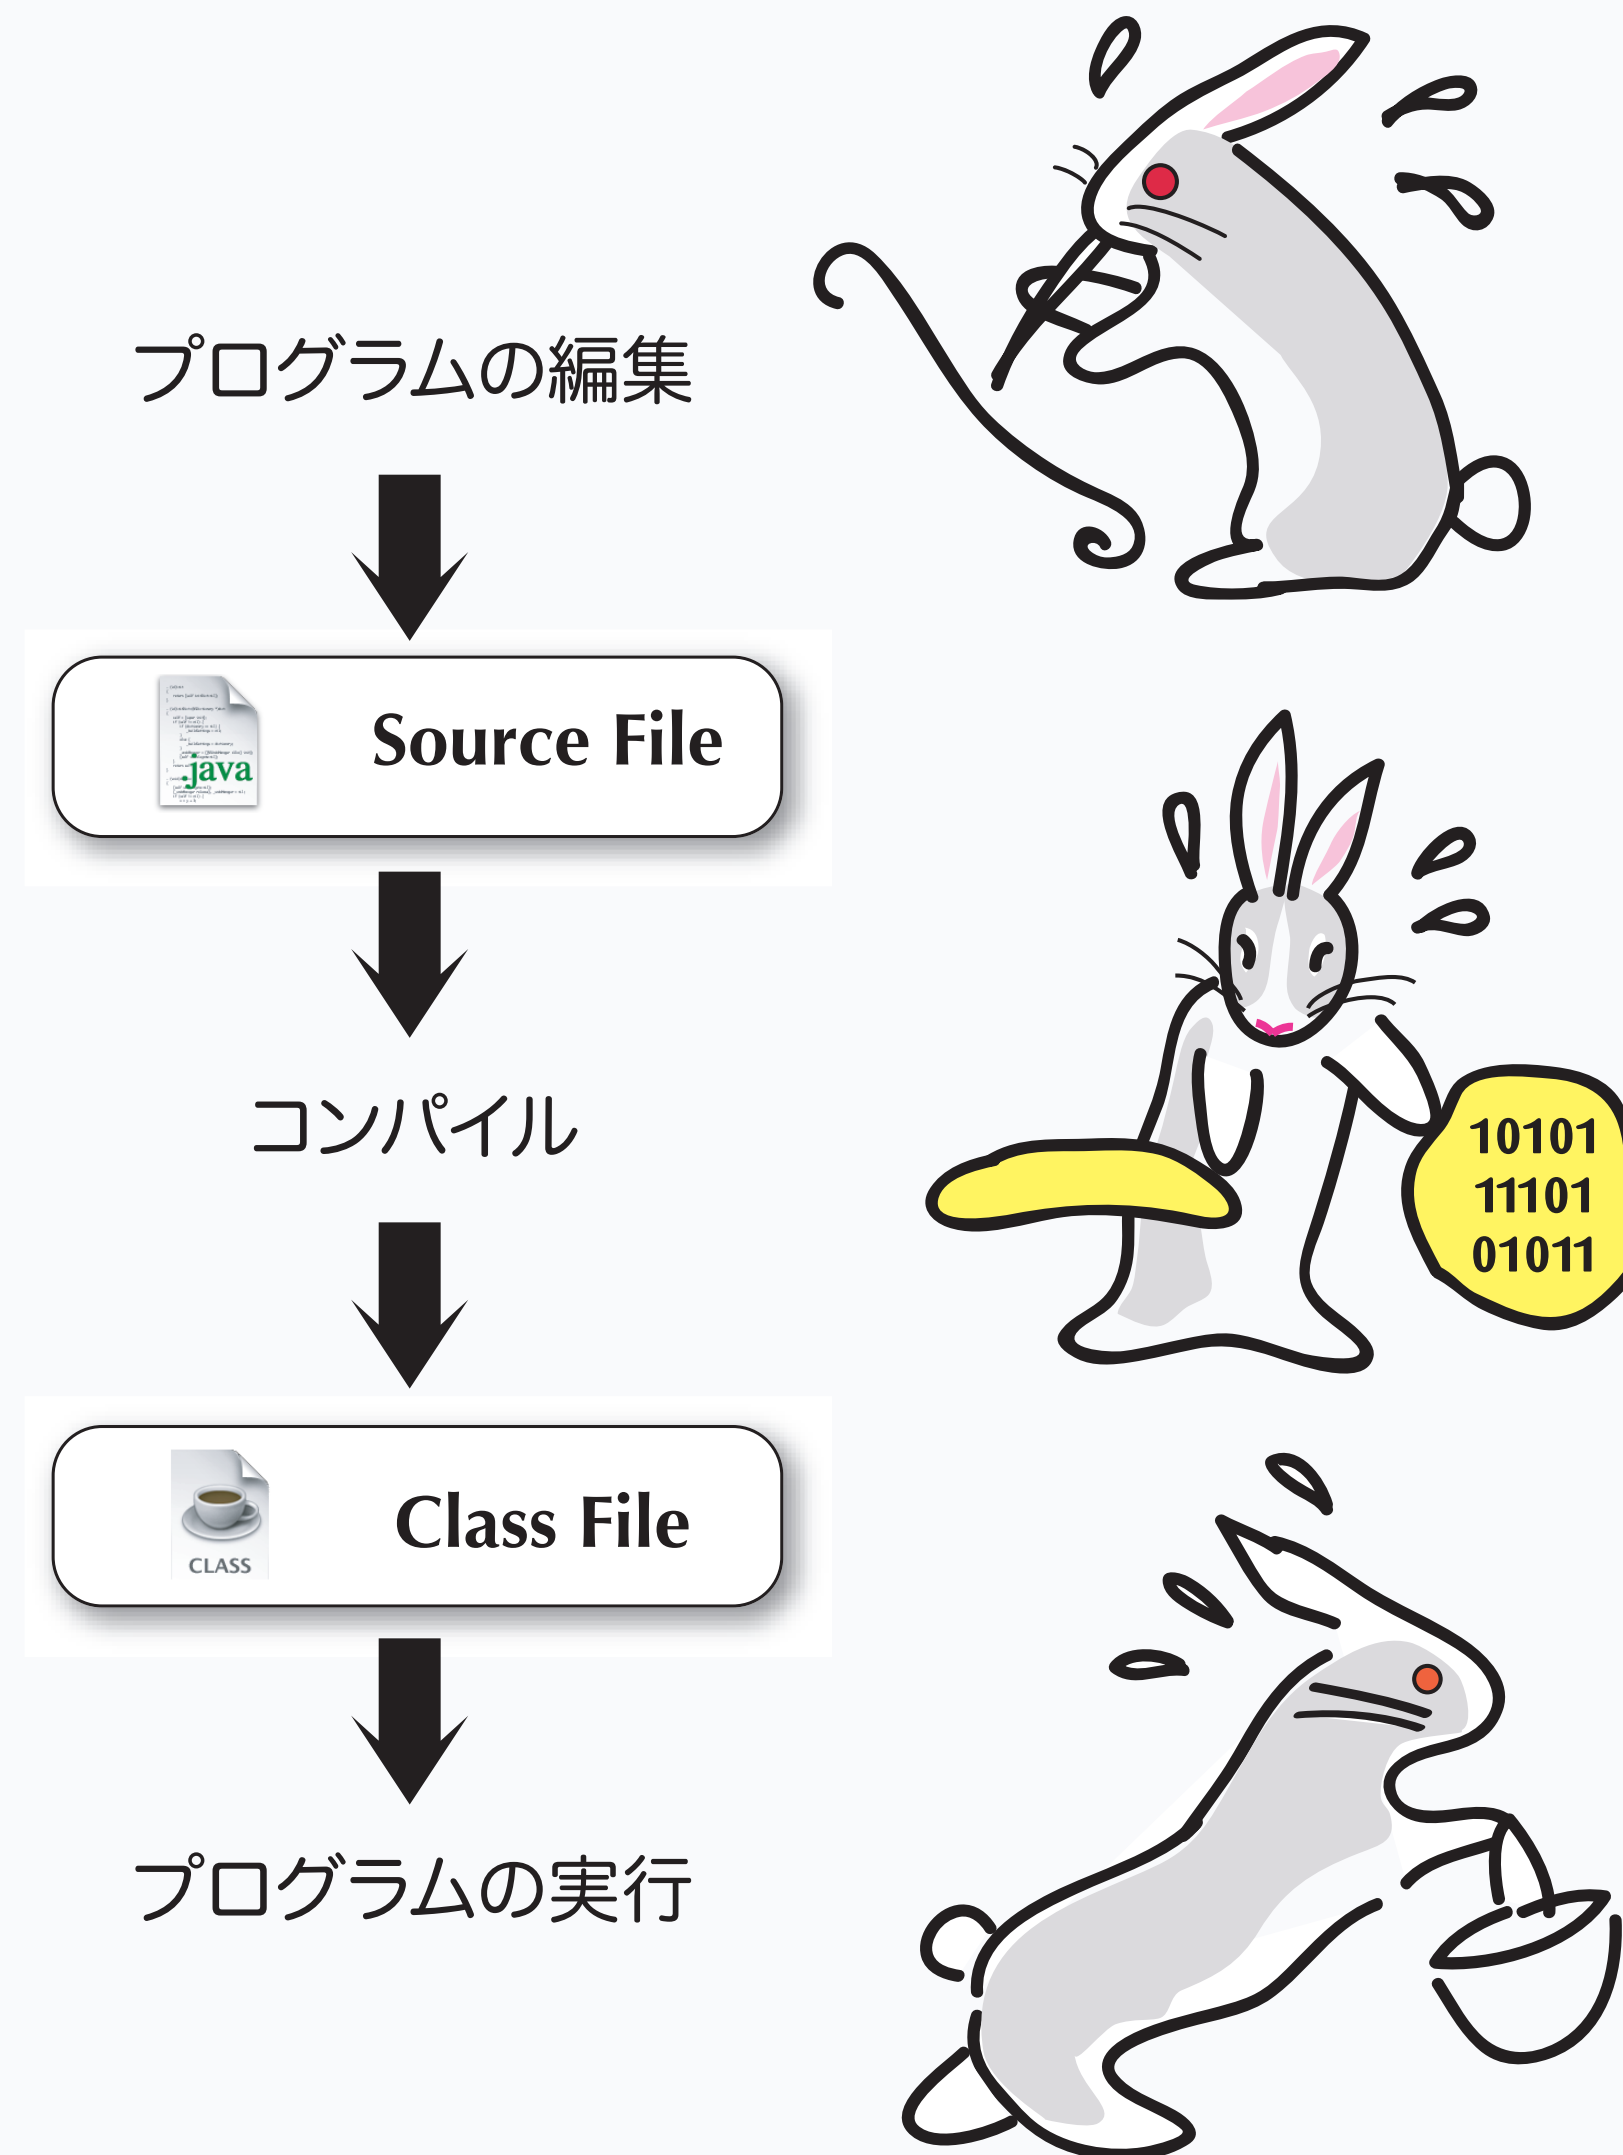 プログラムの編集
.java
Source File
コンパイル
10101
11101
01011
CLASS
Class File
プログラムの実行